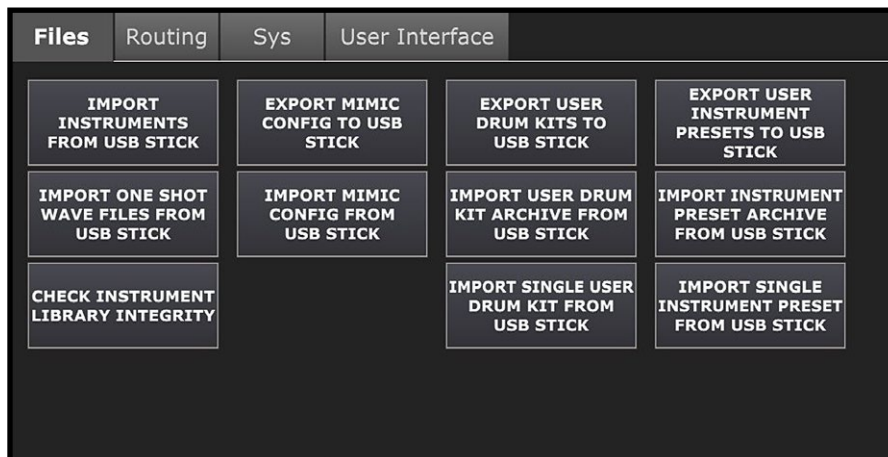 Files Routing Sys User Interface
IMPORT
INSTRUMENTS
FROM USB STICK
EXPORT MIMIC
CONFIG TO USB
STICK
EXPORT USER
DRUM KITS TO
USB STICK
EXPORT USER
INSTRUMENT
PRESETS TO USB
STICK
IMPORT ONE SHOT
WAVE FILES FROM
USB STICK
IMPORT MIMIC
CONFIG FROM
USB STICK
IMPORT USER DRUM
KIT ARCHIVE FROM
USB STICK
IMPORT INSTRUMENT
PRESET ARCHIVE
FROM USB STICK
CHECK INSTRUMENT
LIBRARY INTEGRITY
IMPORT SINGLE USER
DRUM KIT FROM
USB STICK
IMPORT SINGLE
INSTRUMENT PRESET
FROM USB STICK